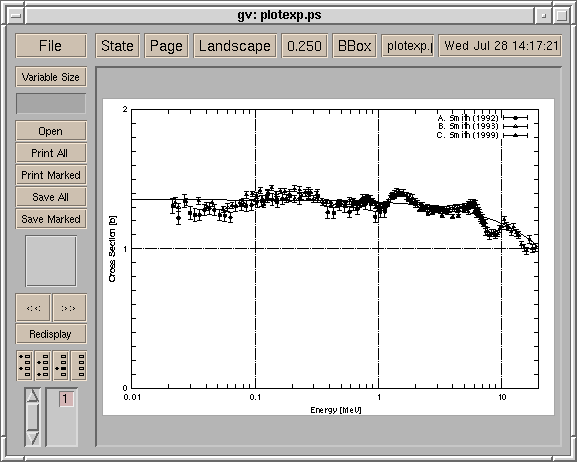 gv: plotexp.ps
File
State
Page
Landscape
0.250
BBox
plotexp.p
Wed Jul 28 14:17:21
Variable Size
Open
Print All
Print Marked
Save All
Save Marked
<<
>>
Redisplay
1
2
A. Smith (1992)
B. Smith (1993)
C. Smith (1999)
Cross Section [b]
1
0
0.01
0.1
1
10
Energy [MeV]